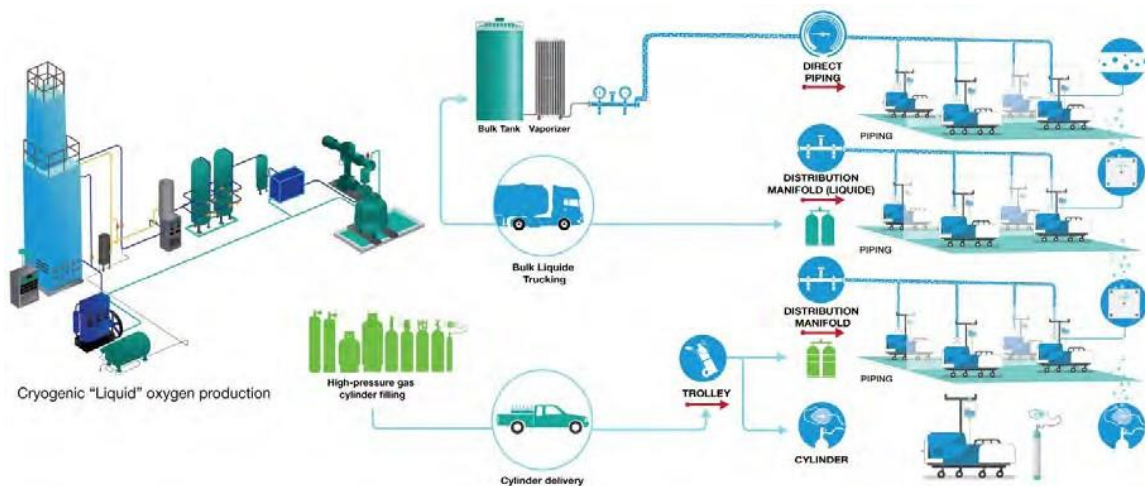 Cryogenic "Liquid" oxygen production
Bulk Tank
Vaporizer
Bulk Liquide
Trucking
High-pressure gas
cylinder filling
Cylinder delivery
TROLLEY
DIRECT
PIPING
PIPING
DISTRIBUTION
MANIFOLD (LIQUIDE)
PIPING
DISTRIBUTION
MANIFOLD
PIPING
CYLINDER